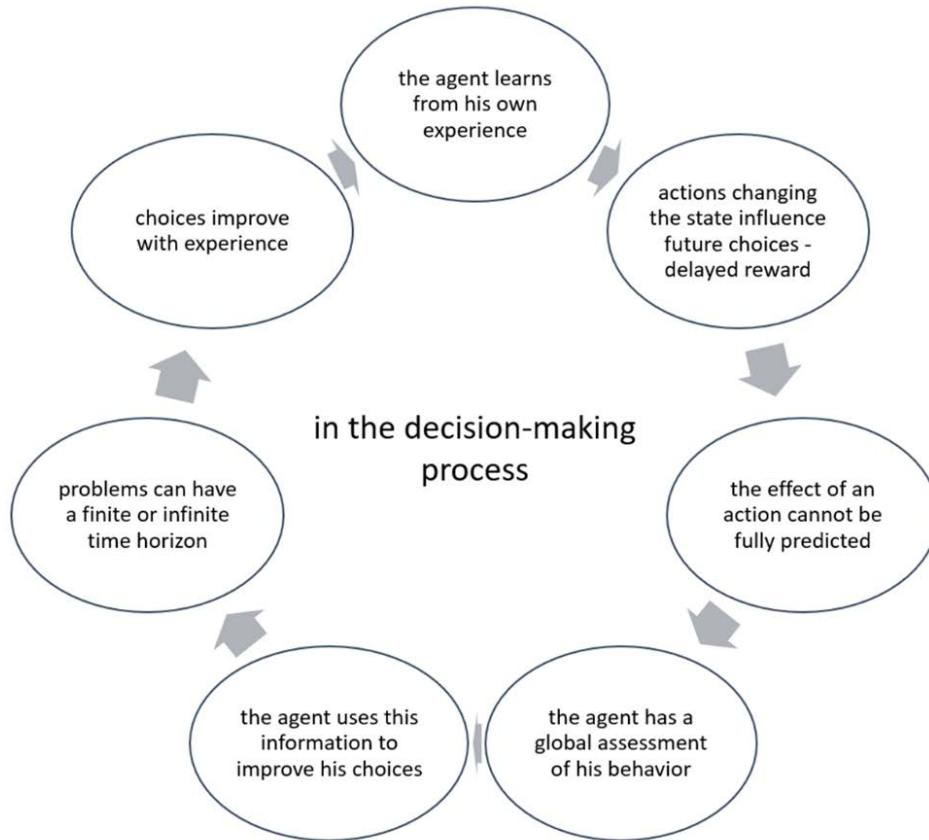 the agent learns
from his own
experience
actions changing
the state influence
future choices -
delayed reward
the effect of an
action cannot be
fully predicted
the agent has a
global assessment
of his behavior
the agent uses this
information to
improve his choices
problems can have
a finite or infinite
time horizon
choices improve
with experience
in the decision-making
process